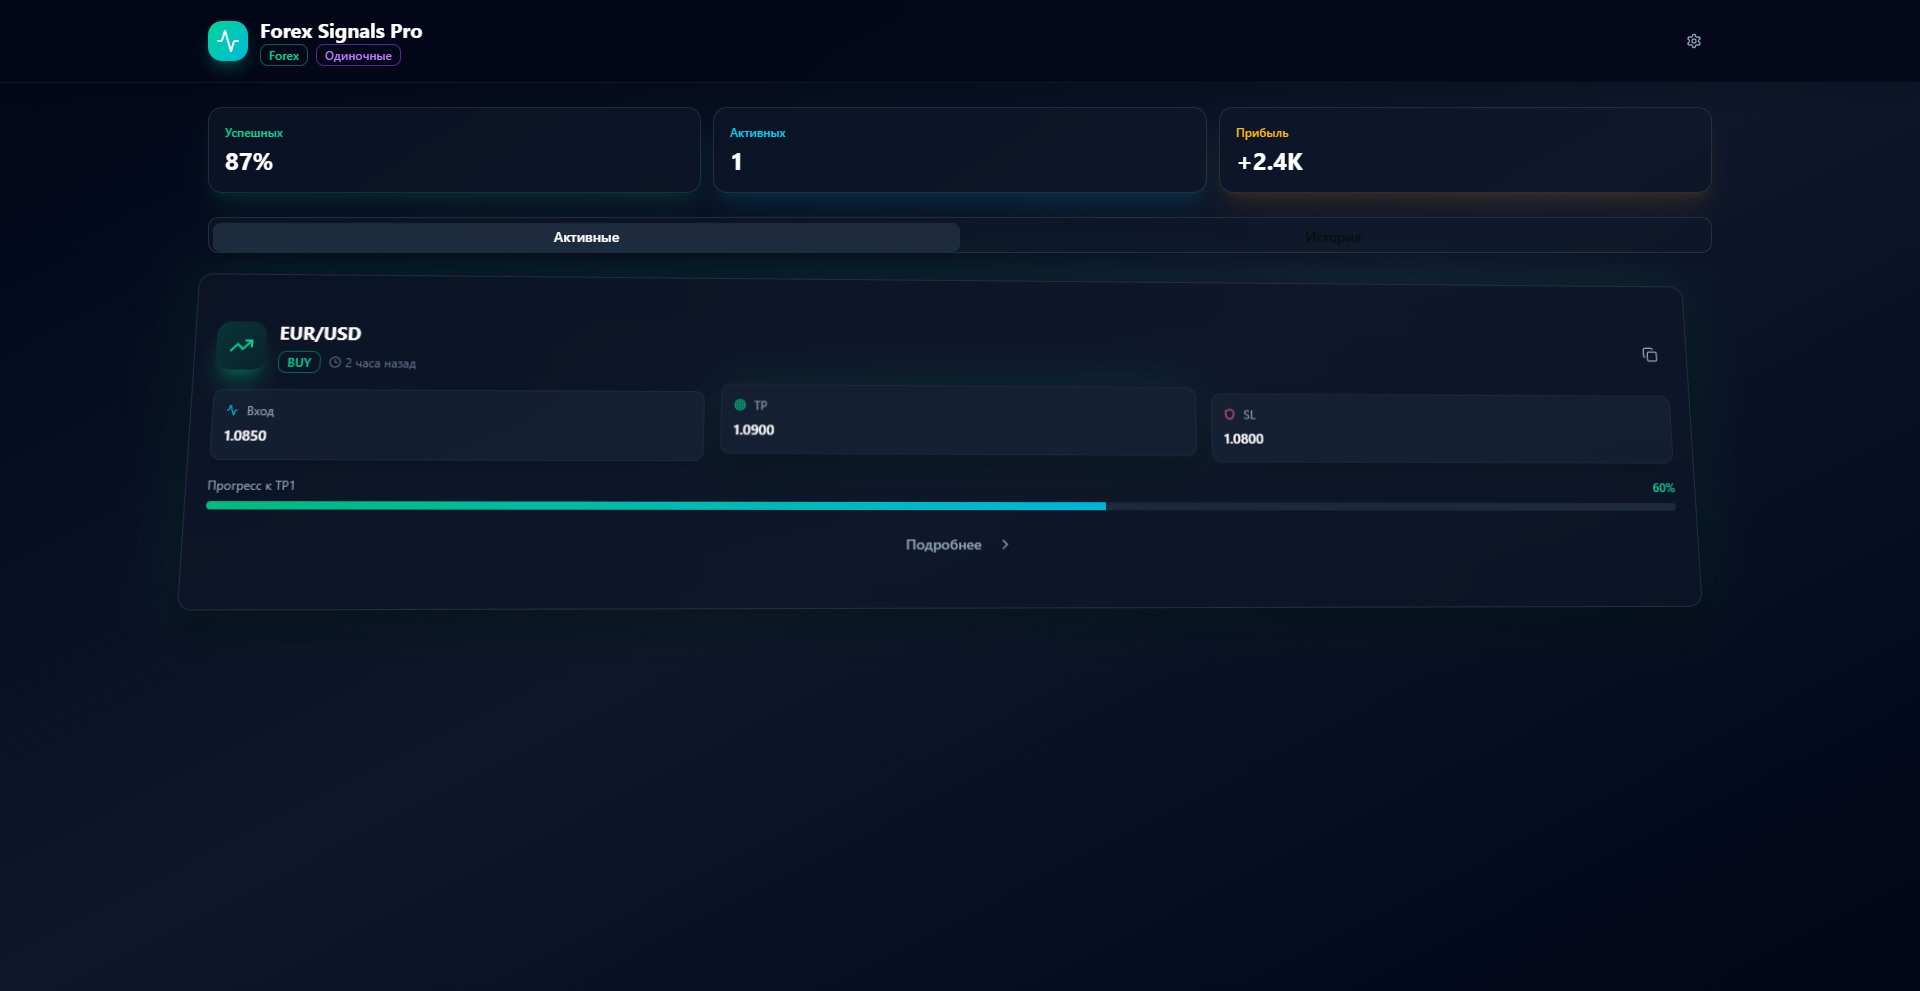 Forex Signals Pro
Forex Одиночные
Успешных
87%
Активных
1
Прибыль
+2.4K
Активные История
EUR/USD
BUY 2 часа назад
Вход
1.0850
TP
1.0900
SL
1.0800
Прогресс к TP1 60%
Подробнее